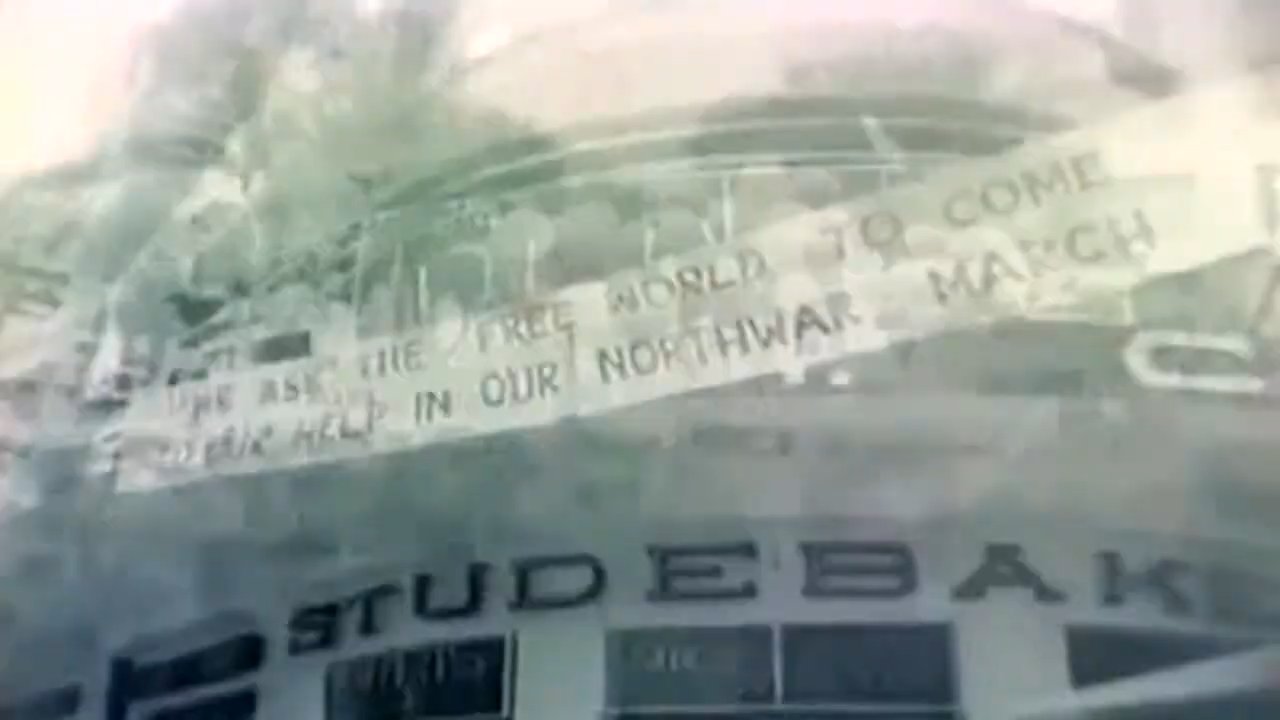 WE ASK THE FREE WORLD TO COME
HELP IN OUR NORTHWAR MARCH
C
STUDEBAK